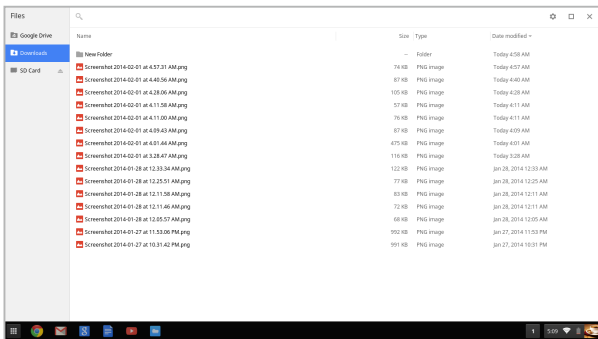 Files
Google Drive
Downloads
SD Card
Name Size Type Date modified
New Folder -- Folder Today 4:58 AM
Screenshot 2014-02-01 at 4.57.31 AM.png 74 KB PNG image Today 4:57 AM
Screenshot 2014-02-01 at 4.40.56 AM.png 87 KB PNG image Today 4:40 AM
Screenshot 2014-02-01 at 4.28.06 AM.png 105 KB PNG image Today 4:28 AM
Screenshot 2014-02-01 at 4.11.58 AM.png 57 KB PNG image Today 4:11 AM
Screenshot 2014-02-01 at 4.11.00 AM.png 76 KB PNG image Today 4:11 AM
Screenshot 2014-02-01 at 4.09.43 AM.png 87 KB PNG image Today 4:09 AM
Screenshot 2014-02-01 at 4.01.44 AM.png 475 KB PNG image Today 4:01 AM
Screenshot 2014-02-01 at 3.28.47 AM.png 116 KB PNG image Today 3:28 AM
Screenshot 2014-01-28 at 12.33.34 AM.png 122 KB PNG image Jan 28, 2014 12:33 AM
Screenshot 2014-01-28 at 12.25.51 AM.png 77 KB PNG image Jan 28, 2014 12:25 AM
Screenshot 2014-01-28 at 12.11.58 AM.png 83 KB PNG image Jan 28, 2014 12:11 AM
Screenshot 2014-01-28 at 12.11.46 AM.png 72 KB PNG image Jan 28, 2014 12:11 AM
Screenshot 2014-01-28 at 12.05.57 AM.png 68 KB PNG image Jan 28, 2014 12:05 AM
Screenshot 2014-01-27 at 11.53.06 PM.png 992 KB PNG image Jan 27, 2014 11:53 PM
Screenshot 2014-01-27 at 10.31.42 PM.png 991 KB PNG image Jan 27, 2014 10:31 PM
8 1 5:09